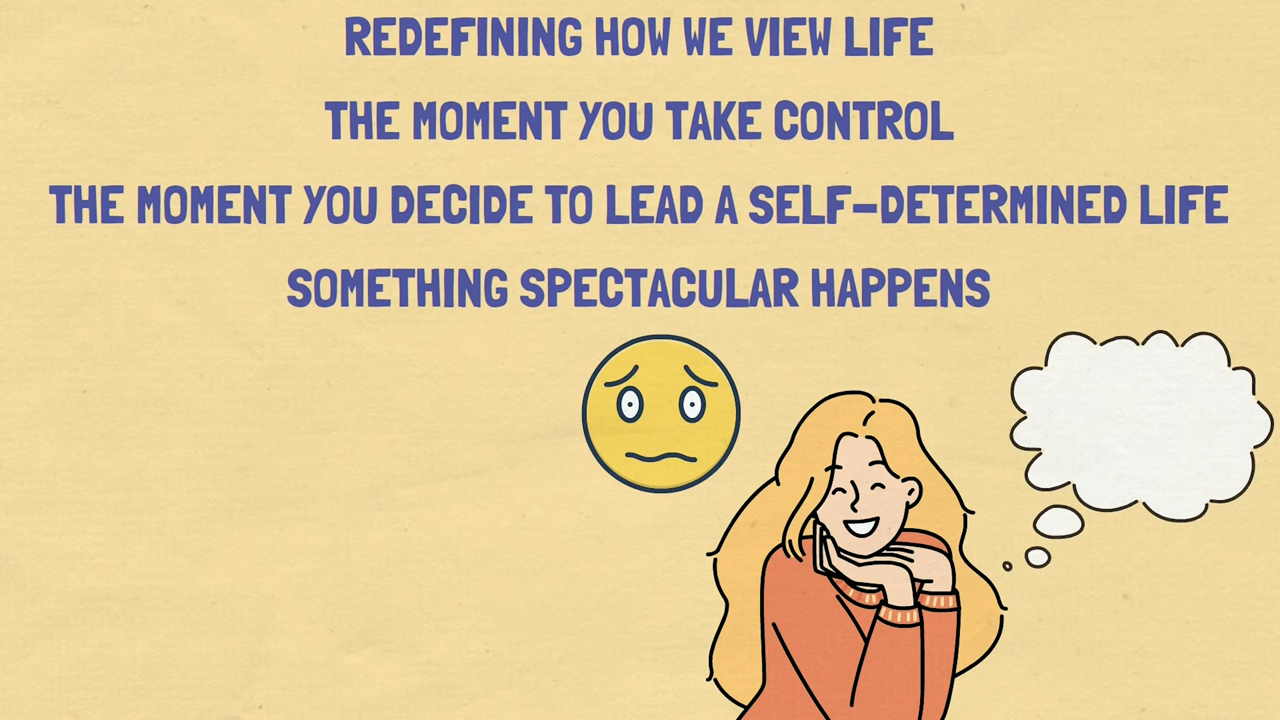 REDEFINING HOW WE VIEW LIFE
THE MOMENT YOU TAKE CONTROL
THE MOMENT YOU DECIDE TO LEAD A SELF-DETERMINED LIFE
SOMETHING SPECTACULAR HAPPENS